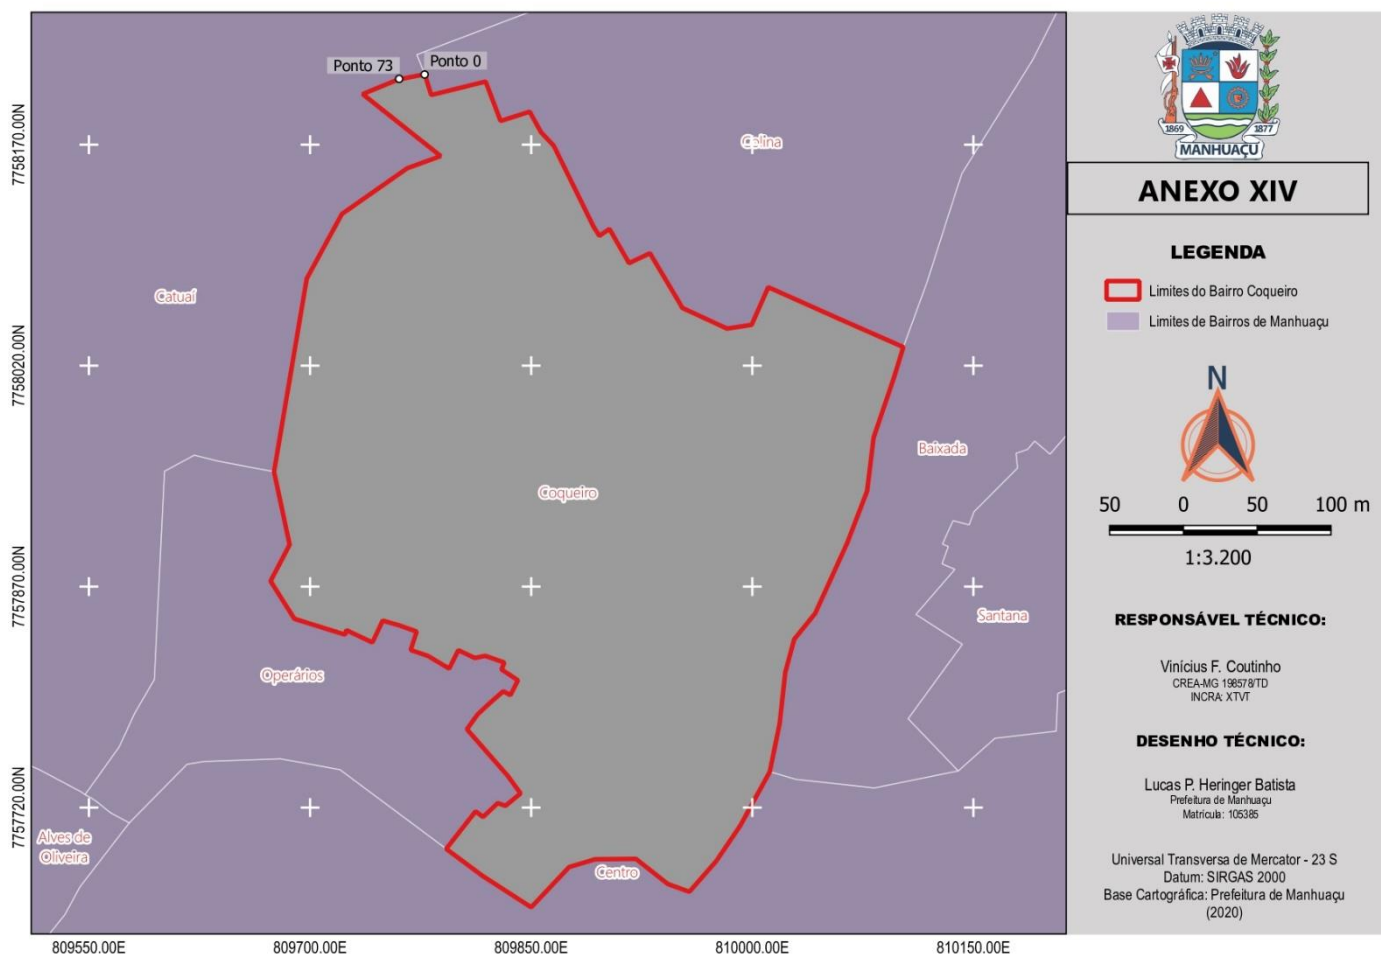 Ponto 73
Ponto 0
Colina
Catuaí
Baixada
Coqueiro
Santana
Operários
Alves de
Oliveira
Centro
7758170.00N
7758020.00N
7757870.00N
7757720.00N
809550.00E
809700.00E
809850.00E
810000.00E
810150.00E
1869
1877
MANHUAÇU
ANEXO XIV
LEGENDA
Limites do Bairro Coqueiro
Limites de Bairros de Manhuaçu
N
50 0 50 100 m
1:3.200
RESPONSÁVEL TÉCNICO:
Vinícius F. Coutinho
CREA-MG 198578/TD
INCRA: XTVT
DESENHO TÉCNICO:
Lucas P. Heringer Batista
Prefeitura de Manhuaçu
Matrícula: 105385
Universal Transversa de Mercator - 23 S
Datum: SIRGAS 2000
Base Cartográfica: Prefeitura de Manhuaçu
(2020)